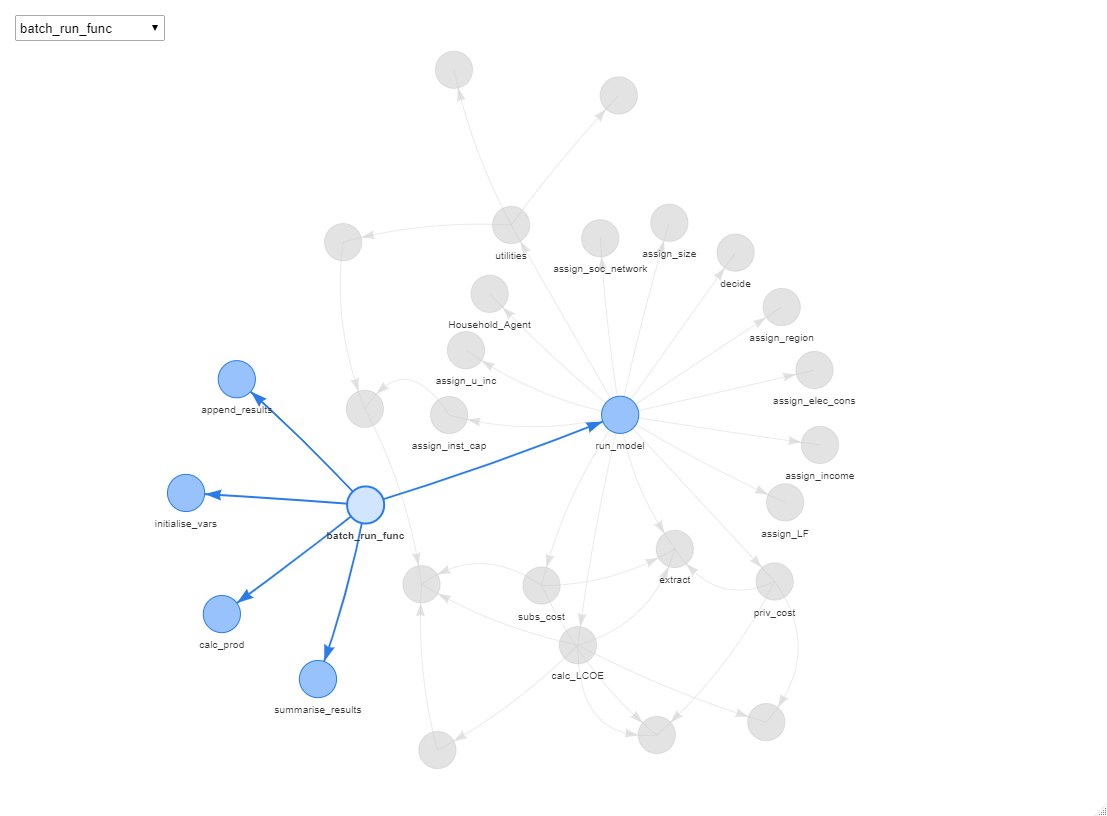 batch_run_func
utilities
assign_soc_network
assign_size
decide
Household_Agent
assign_region
assign_u_inc
assign_elec_cons
append_results
assign_inst_cap
run_model
assign_income
initialise_vars
batch_run_func
assign_LF
extract
subs_cost
priv_cost
calc_prod
calc_LCOE
summarise_results